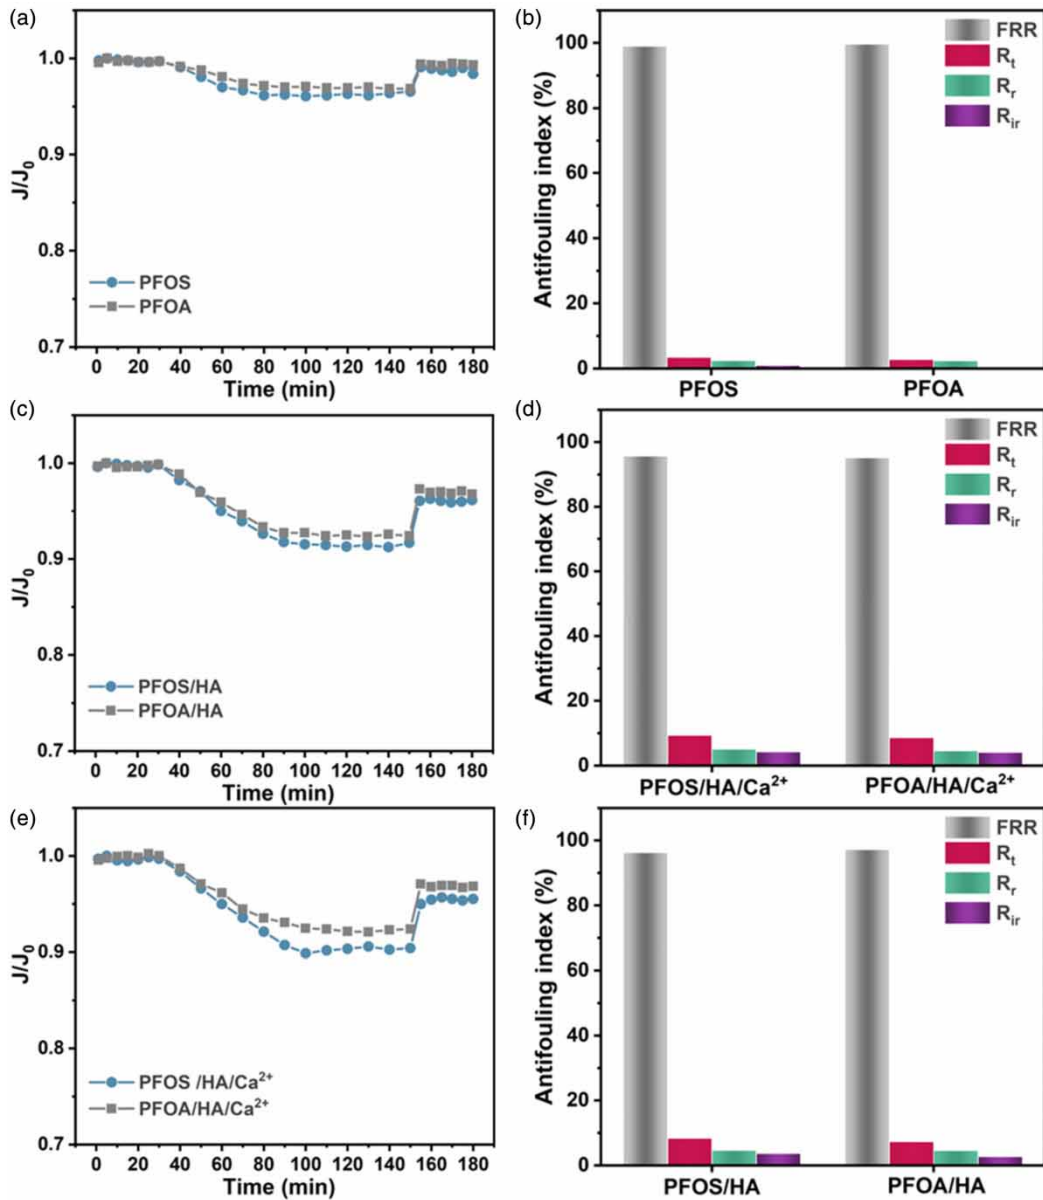 (a)
1.0
0.9
0.8
0.7
J/J₀
PFOS
PFOA
0 20 40 60 80 100 120 140 160 180
Time (min)
(b)
100
80
60
40
20
0
Antifouling index (%)
FRR
Rₜ
Rᵣ
Rᵢᵣ
PFOS PFOA
(c)
1.0
0.9
0.8
0.7
J/J₀
PFOS/HA
PFOA/HA
0 20 40 60 80 100 120 140 160 180
Time (min)
(d)
100
80
60
40
20
0
Antifouling index (%)
FRR
Rₜ
Rᵣ
Rᵢᵣ
PFOS/HA/Ca²⁺ PFOA/HA/Ca²⁺
(e)
1.0
0.9
0.8
0.7
J/J₀
PFOS /HA/Ca²⁺
PFOA/HA/Ca²⁺
0 20 40 60 80 100 120 140 160 180
Time (min)
(f)
100
80
60
40
20
0
Antifouling index (%)
FRR
Rₜ
Rᵣ
Rᵢᵣ
PFOS/HA PFOA/HA